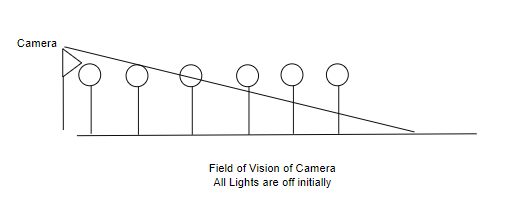 Camera
Field of Vision of Camera
All Lights are off initially